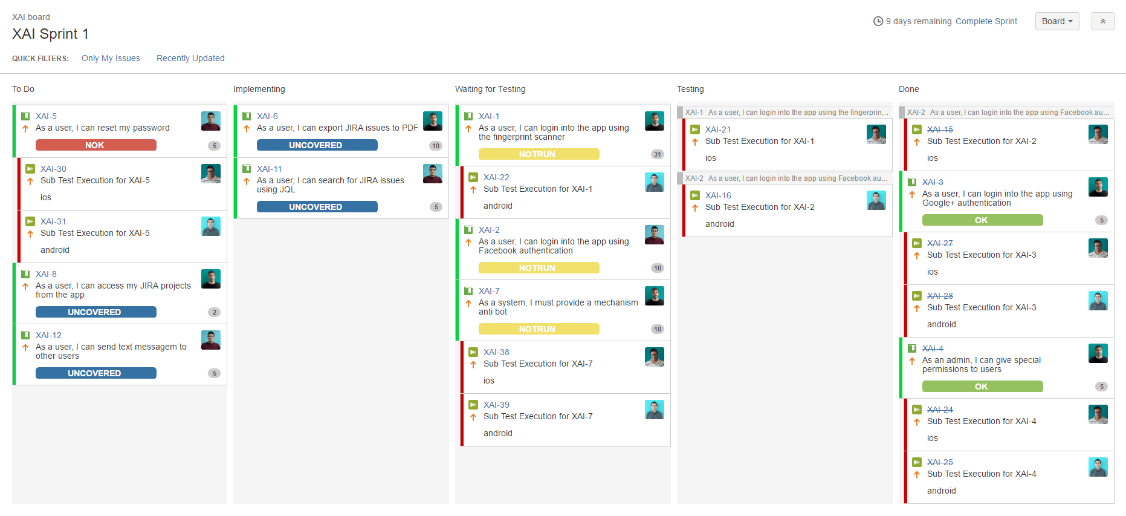 XAI board
XAI Sprint 1
9 days remaining Complete Sprint
Board
QUICK FILTERS: Only My Issues Recently Updated
To Do
XAI-5
As a user, I can reset my password
NOK
5
XAI-30
Sub Test Execution for XAI-5
ios
XAI-31
Sub Test Execution for XAI-5
android
XAI-8
As a user, I can access my JIRA projects
from the app
UNCOVERED
2
XAI-12
As a user, I can send text messagem to
other users
UNCOVERED
5
Implementing
XAI-6
As a user, I can export JIRA issues to PDF
UNCOVERED
10
XAI-11
As a user, I can search for JIRA issues
using JQL
UNCOVERED
5
Waiting for Testing
XAI-1
As a user, I can login into the app using
the fingerprint scanner
NOTRUN
31
XAI-22
Sub Test Execution for XAI-1
android
XAI-2
As a user, I can login into the app using
Facebook authentication
NOTRUN
10
XAI-7
As a system, I must provide a mechanism
anti bot
NOTRUN
10
XAI-38
Sub Test Execution for XAI-7
ios
XAI-39
Sub Test Execution for XAI-7
android
Testing
XAI-1 As a user, I can login into the app using the fingerprin...
XAI-21
Sub Test Execution for XAI-1
ios
XAI-2 As a user, I can login into the app using Facebook au...
XAI-16
Sub Test Execution for XAI-2
android
Done
XAI-2 As a user, I can login into the app using Facebook au...
XAI-15
Sub Test Execution for XAI-2
ios
XAI-3
As a user, I can login into the app using
Google+ authentication
OK
5
XAI-27
Sub Test Execution for XAI-3
ios
XAI-28
Sub Test Execution for XAI-3
android
XAI-4
As an admin, I can give special
permissions to users
OK
5
XAI-24
Sub Test Execution for XAI-4
ios
XAI-25
Sub Test Execution for XAI-4
android